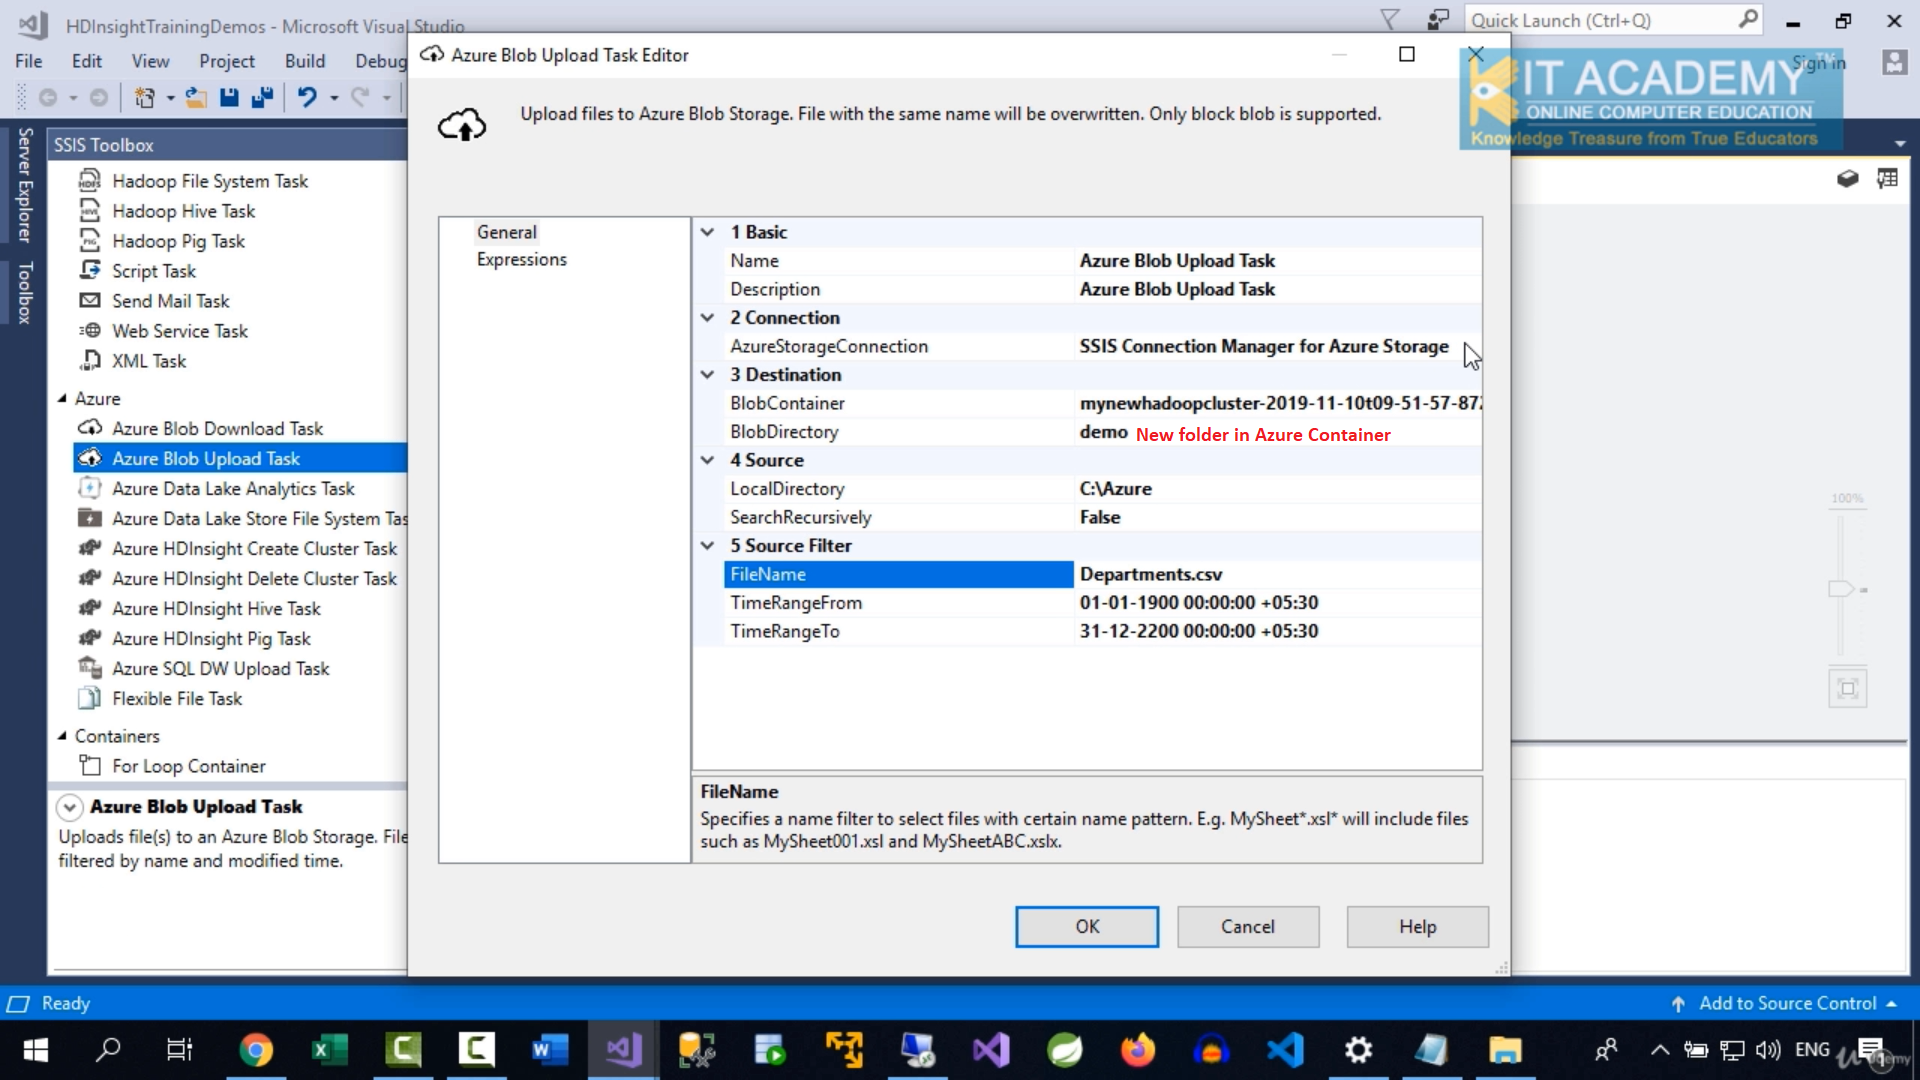 HDInsightTrainingDemos - Microsoft Visual Studio
Quick Launch (Ctrl+Q)
File Edit View Project Build Debug
Azure Blob Upload Task Editor
Sign in
IT ACADEMY
TM
ONLINE COMPUTER EDUCATION
Knowledge Treasure from True Educators
Upload files to Azure Blob Storage. File with the same name will be overwritten. Only block blob is supported.
Server Explorer
Toolbox
SSIS Toolbox
Hadoop File System Task
Hadoop Hive Task
Hadoop Pig Task
Script Task
Send Mail Task
Web Service Task
XML Task
Azure
Azure Blob Download Task
Azure Blob Upload Task
Azure Data Lake Analytics Task
Azure Data Lake Store File System Tas
Azure HDInsight Create Cluster Task
Azure HDInsight Delete Cluster Task
Azure HDInsight Hive Task
Azure HDInsight Pig Task
Azure SQL DW Upload Task
Flexible File Task
Containers
For Loop Container
Azure Blob Upload Task
Uploads file(s) to an Azure Blob Storage. File
filtered by name and modified time.
General
Expressions
1 Basic
Name Azure Blob Upload Task
Description Azure Blob Upload Task
2 Connection
AzureStorageConnection SSIS Connection Manager for Azure Storage
3 Destination
BlobContainer mynewhadoopcluster-2019-11-10t09-51-57-872
BlobDirectory demo New folder in Azure Container
4 Source
LocalDirectory C:\Azure
SearchRecursively False
5 Source Filter
FileName Departments.csv
TimeRangeFrom 01-01-1900 00:00:00 +05:30
TimeRangeTo 31-12-2200 00:00:00 +05:30
FileName
Specifies a name filter to select files with certain name pattern. E.g. MySheet*.xsl* will include files
such as MySheet001.xsl and MySheetABC.xslx.
OK Cancel Help
100%
Ready
Add to Source Control
ENG
udemy